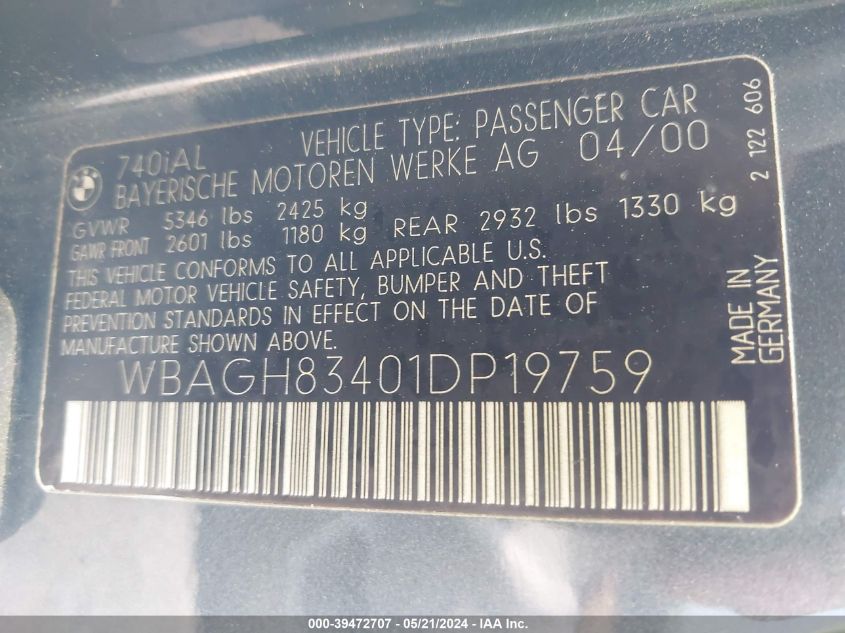 VEHICLE TYPE: PASSENGER CAR
740iAL
BAYERISCHE MOTOREN WERKE AG 04/00
GVWR 5346 lbs 2425 kg
GAWR FRONT 2601 lbs 1180 kg REAR 2932 lbs 1330 kg
THIS VEHICLE CONFORMS TO ALL APPLICABLE U.S.
FEDERAL MOTOR VEHICLE SAFETY, BUMPER AND THEFT
PREVENTION STANDARDS IN EFFECT ON THE DATE OF
MANUFACTURE SHOWN ABOVE.
WBAGH83401DP19759
2 122 606
MADE IN
GERMANY
000-39472707 - 05/21/2024 - IAA Inc.